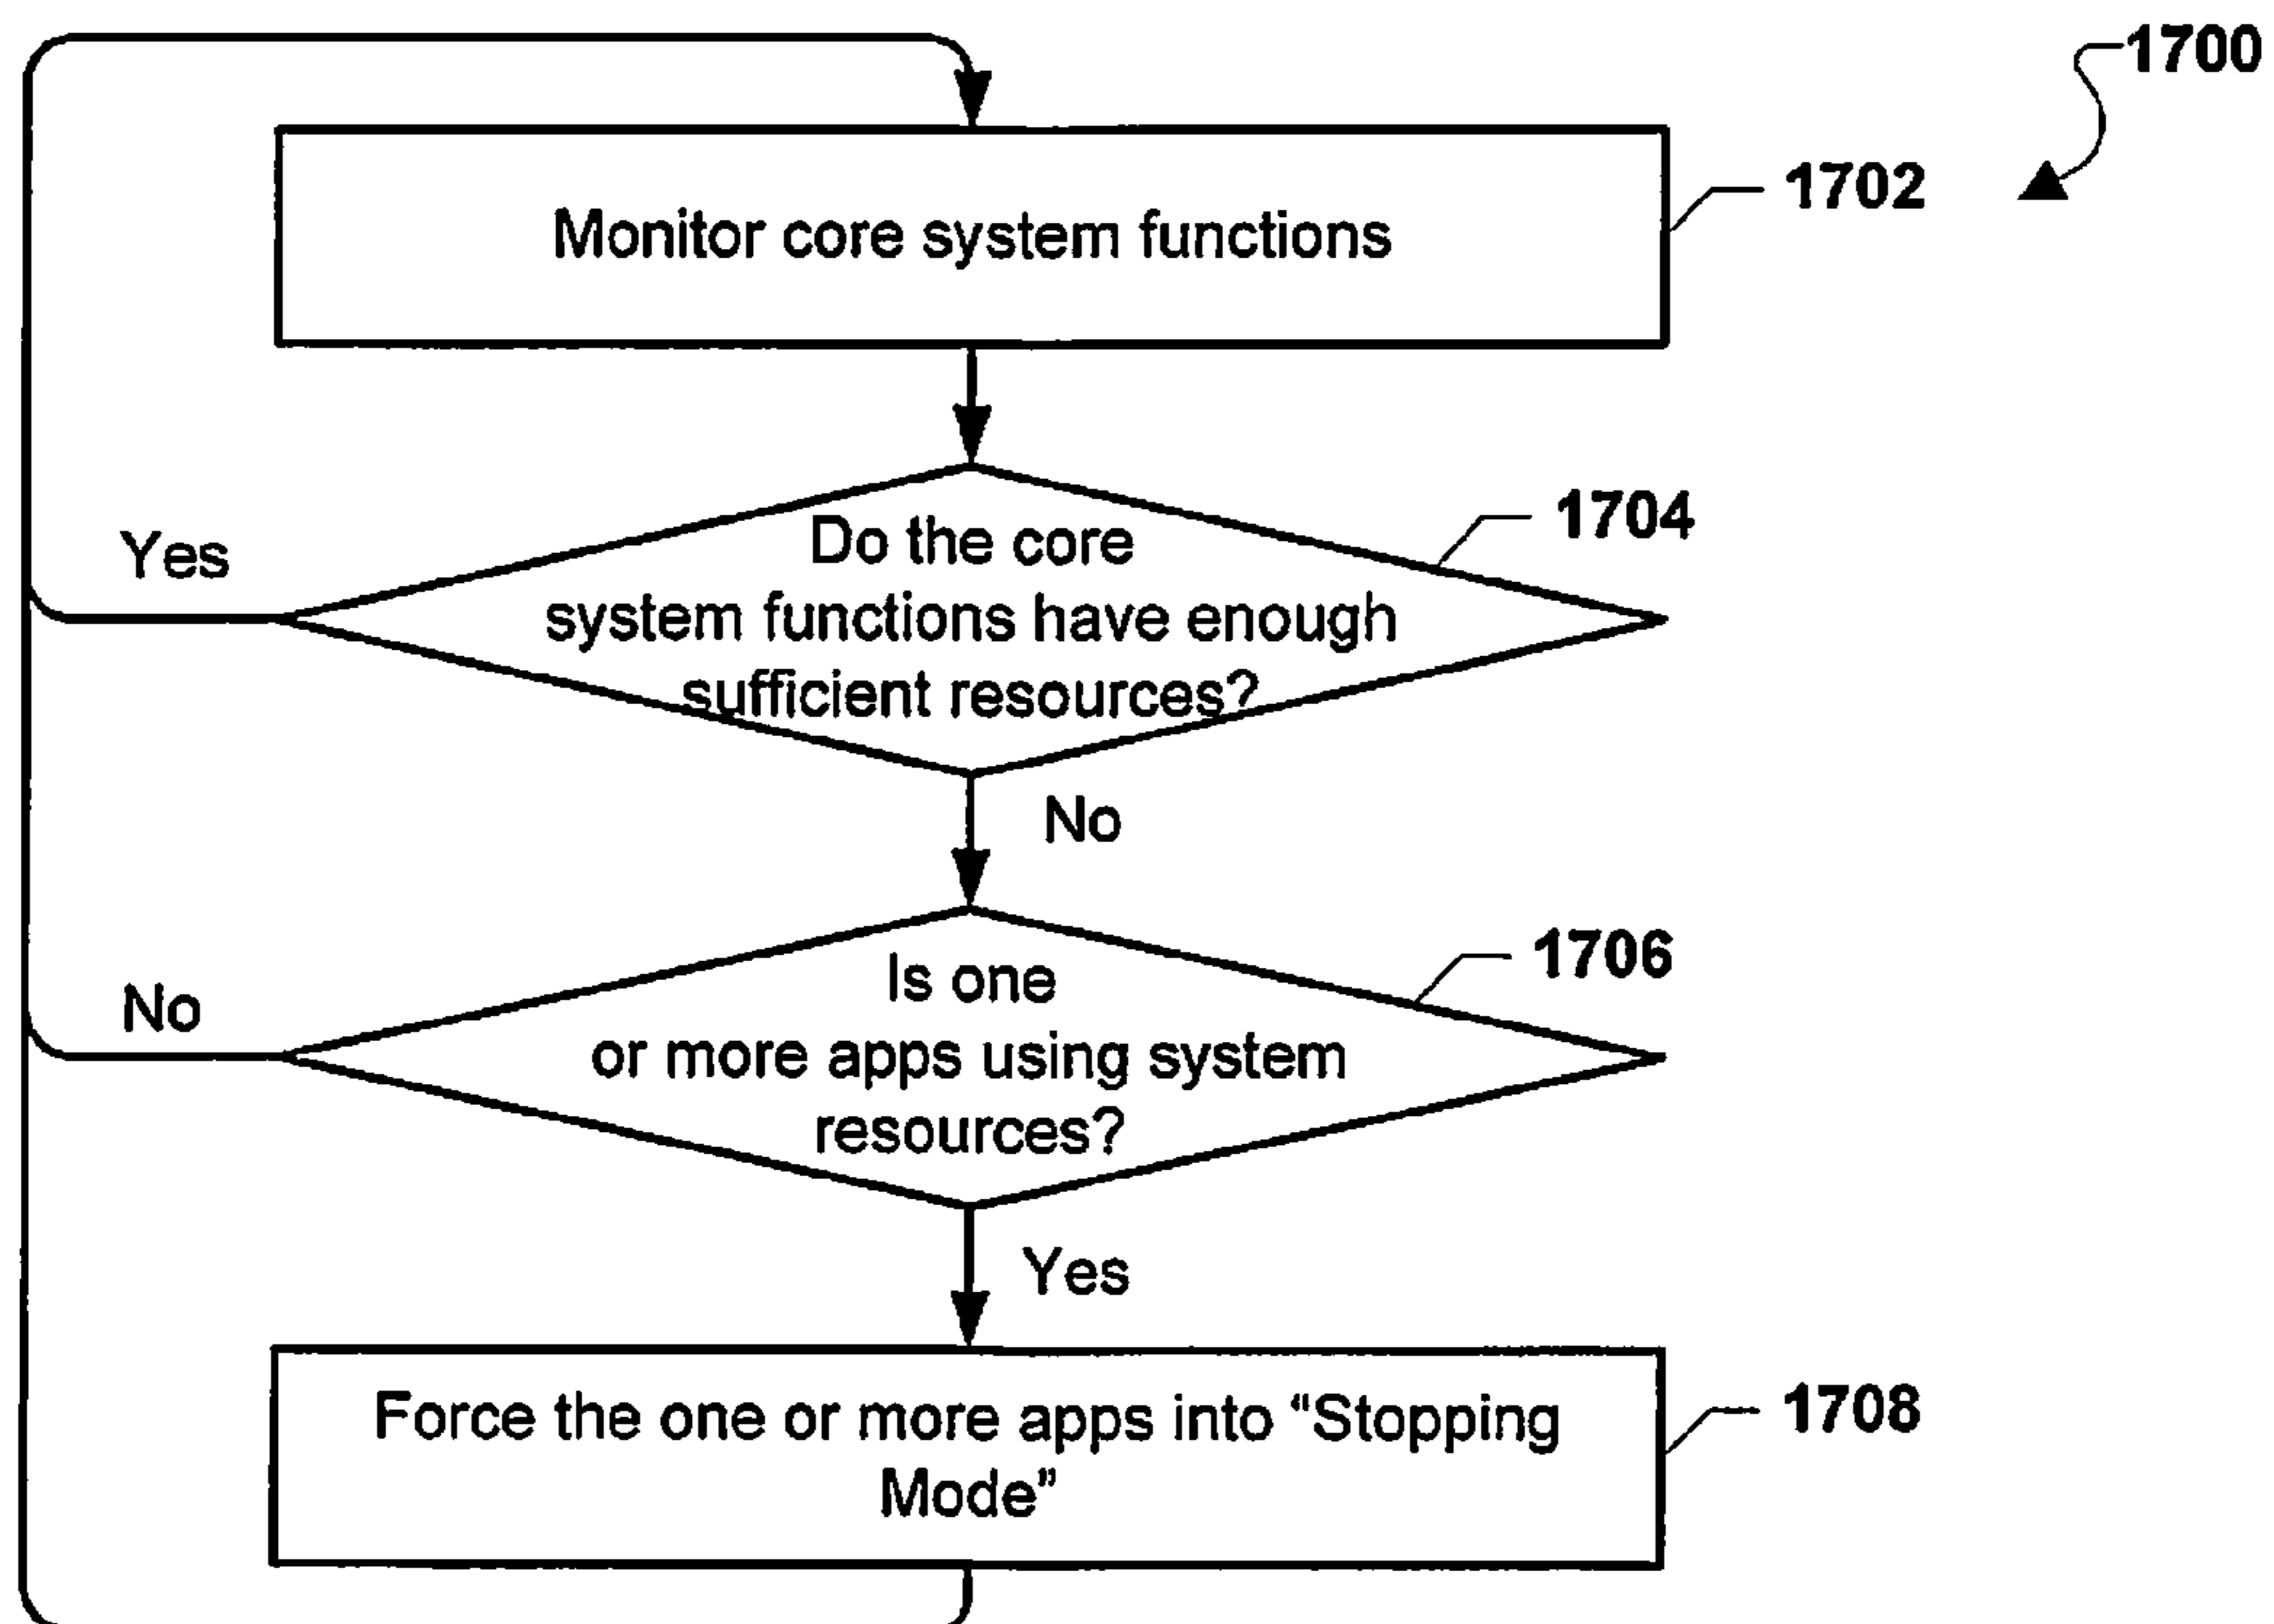 1700
Monitor core system functions
1702
Do the core
system functions have enough
sufficient resources?
1704
Yes
No
Is one
or more apps using system
resources?
1706
No
Yes
Force the one or more apps into “Stopping
Mode”
1708